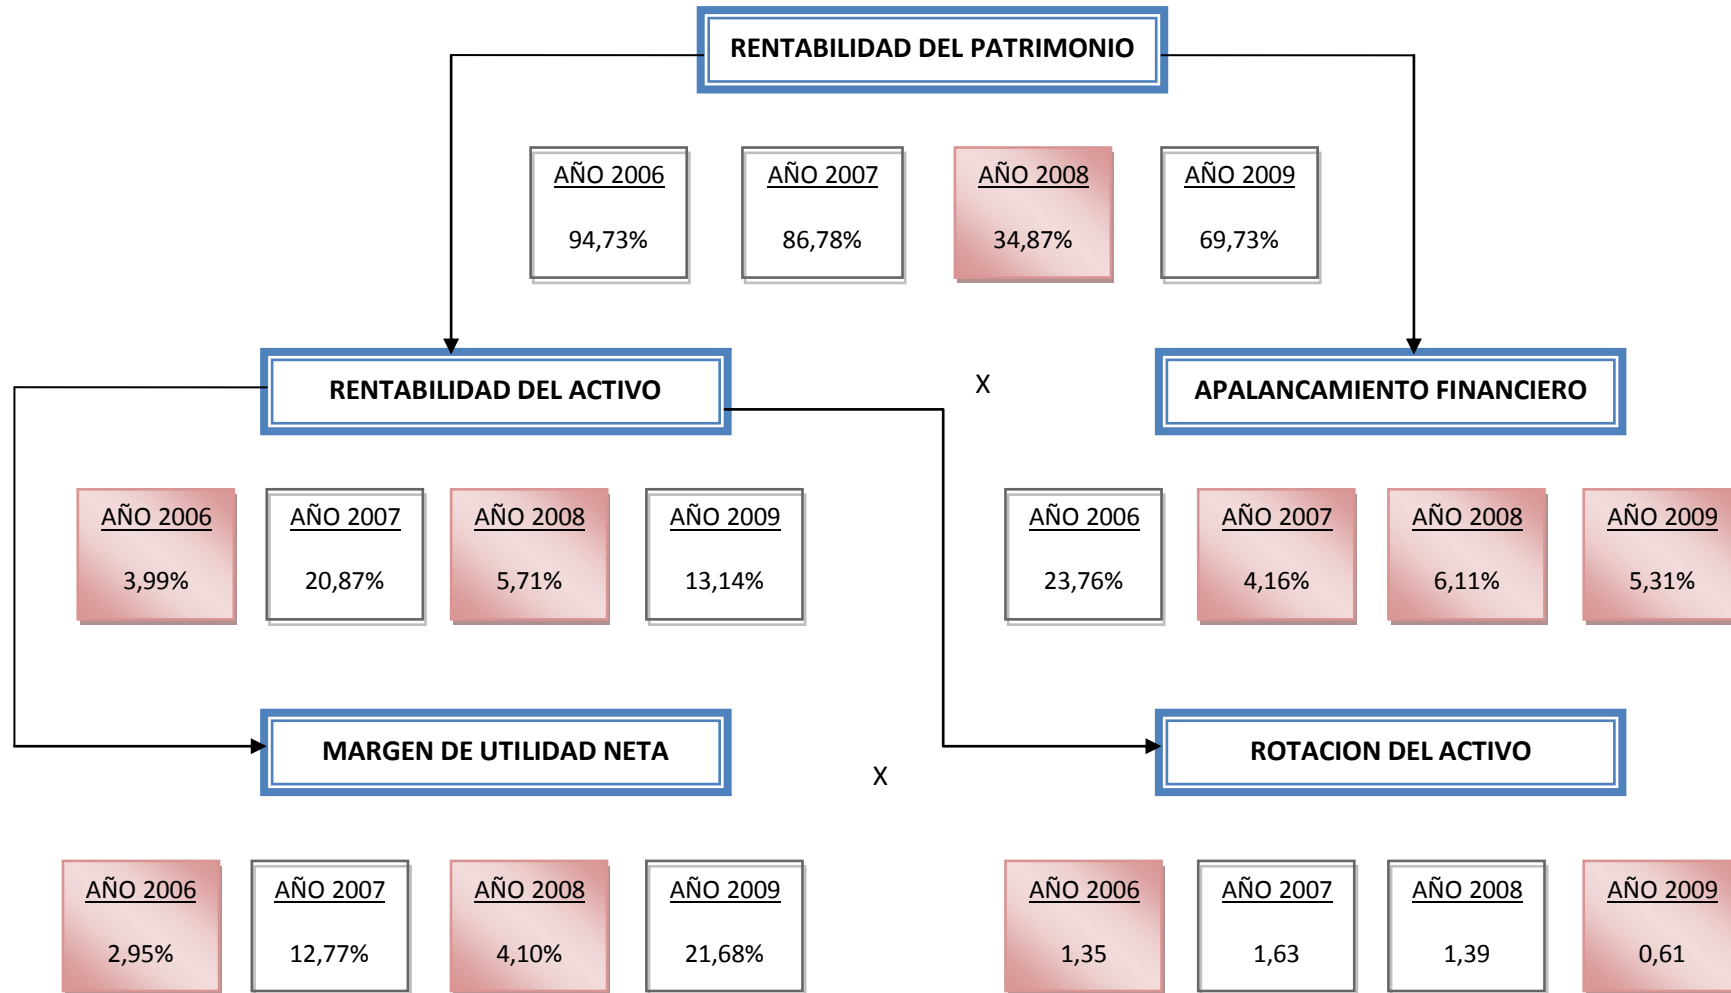 RENTABILIDAD DEL PATRIMONIO
AÑO 2006
94,73%
AÑO 2007
86,78%
AÑO 2008
34,87%
AÑO 2009
69,73%
RENTABILIDAD DEL ACTIVO
X
APALANCAMIENTO FINANCIERO
AÑO 2006
3,99%
AÑO 2007
20,87%
AÑO 2008
5,71%
AÑO 2009
13,14%
AÑO 2006
23,76%
AÑO 2007
4,16%
AÑO 2008
6,11%
AÑO 2009
5,31%
MARGEN DE UTILIDAD NETA
X
ROTACION DEL ACTIVO
AÑO 2006
2,95%
AÑO 2007
12,77%
AÑO 2008
4,10%
AÑO 2009
21,68%
AÑO 2006
1,35
AÑO 2007
1,63
AÑO 2008
1,39
AÑO 2009
0,61